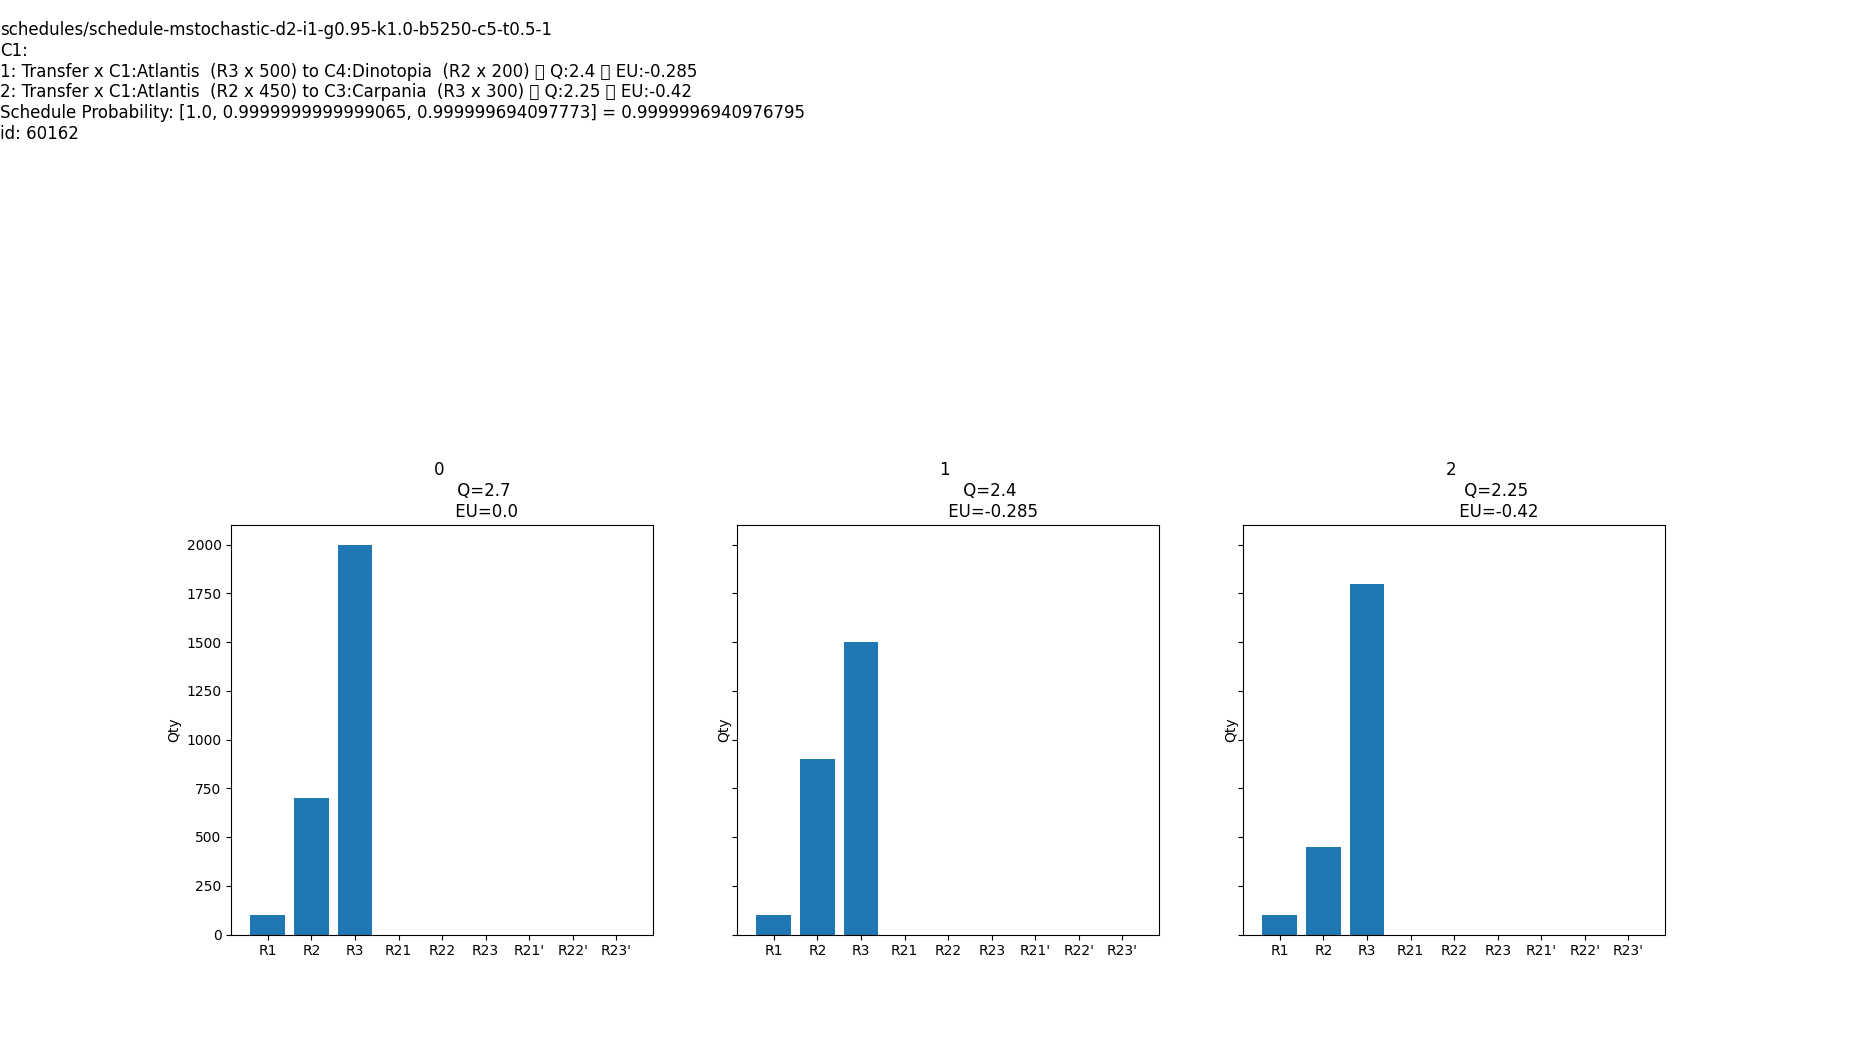 schedules/schedule-mstochastic-d2-i1-g0.95-k1.0-b5250-c5-t0.5-1
C1:
1: Transfer x C1:Atlantis  (R3 x 500) to C4:Dinotopia  (R2 x 200) ▯ Q:2.4 ▯ EU:-0.285
2: Transfer x C1:Atlantis  (R2 x 450) to C3:Carpania  (R3 x 300) ▯ Q:2.25 ▯ EU:-0.42
Schedule Probability: [1.0, 0.9999999999999065, 0.999999694097773] = 0.9999996940976795
id: 60162
0
Q=2.7
EU=0.0
Qty
2000
1750
1500
1250
1000
750
500
250
0
R1 R2 R3 R21 R22 R23 R21' R22' R23'
1
Q=2.4
EU=-0.285
Qty
R1 R2 R3 R21 R22 R23 R21' R22' R23'
2
Q=2.25
EU=-0.42
Qty
R1 R2 R3 R21 R22 R23 R21' R22' R23'